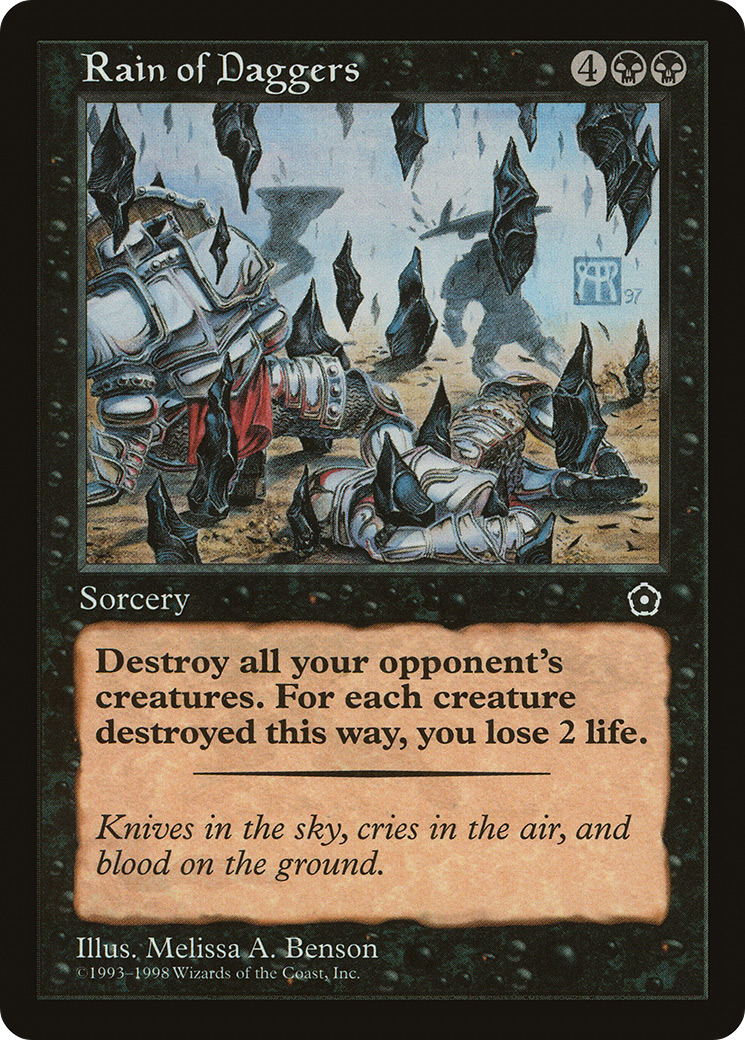 Rain of Daggers 4
97
Sorcery
Destroy all your opponent's
creatures. For each creature
destroyed this way, you lose 2 life.
Knives in the sky, cries in the air, and
blood on the ground.
Illus. Melissa A. Benson
©1993–1998 Wizards of the Coast, Inc.